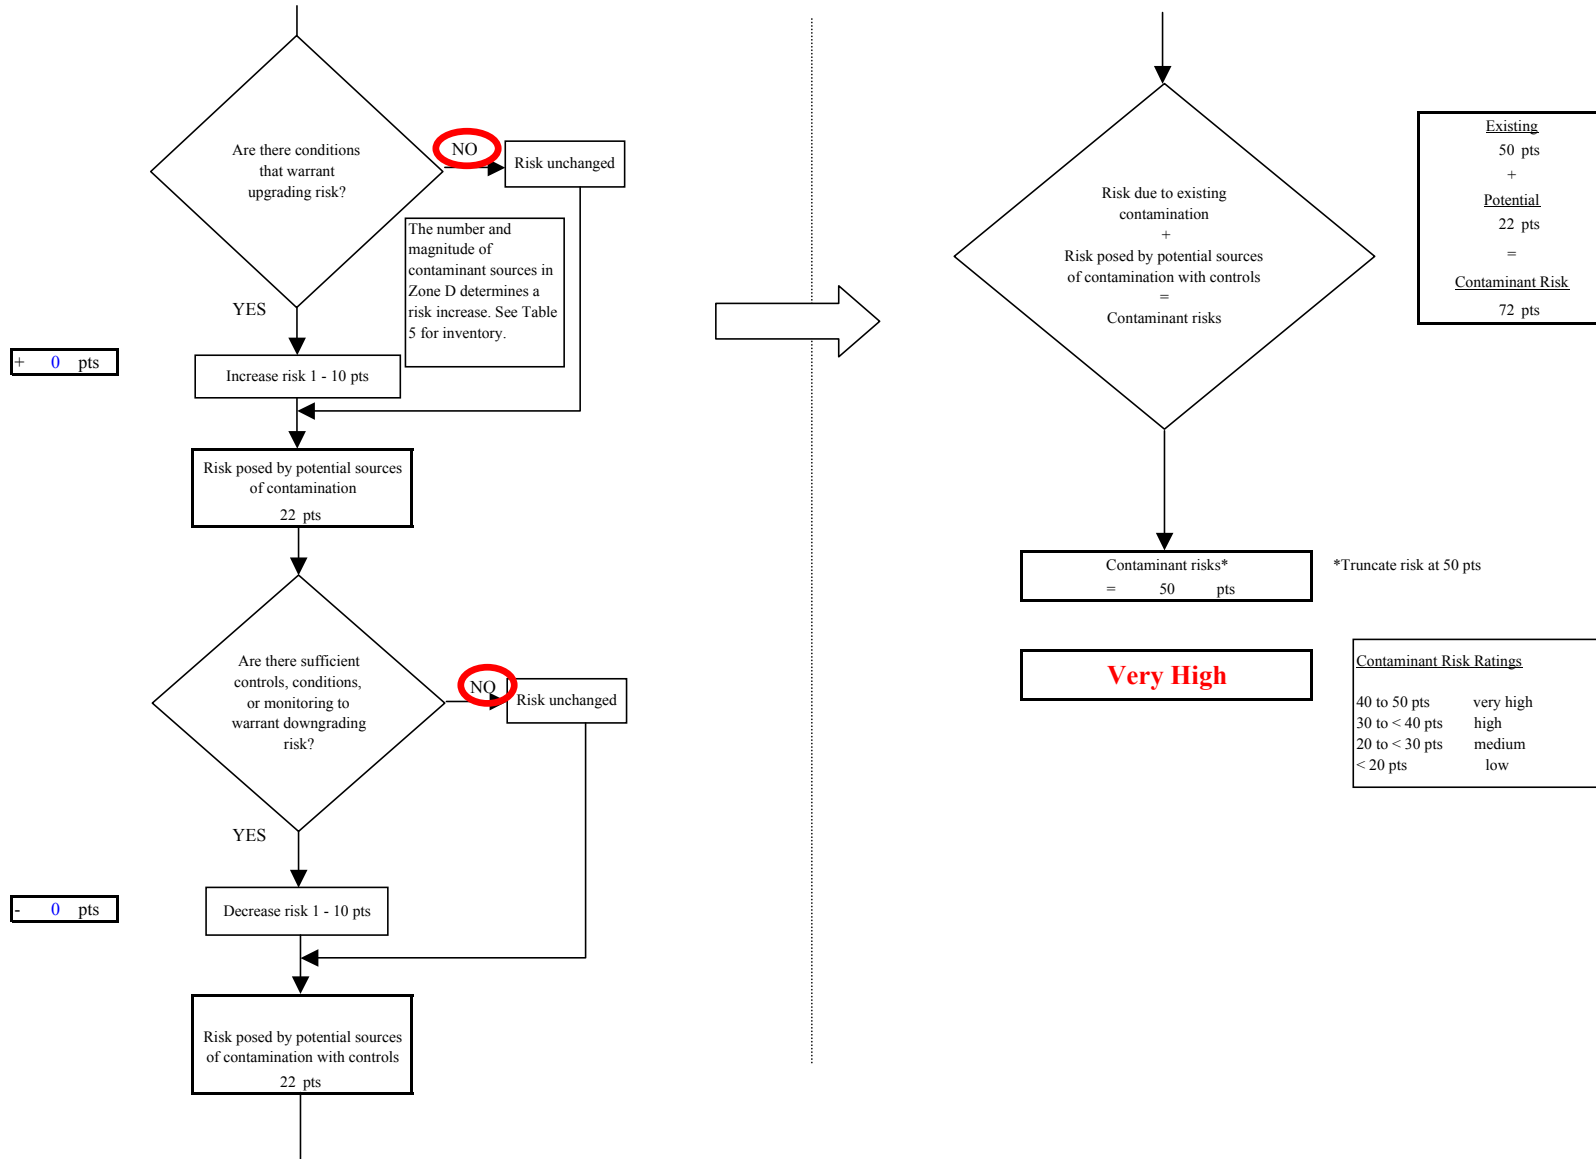 Are there conditions
that warrant
upgrading risk?
NO
Risk unchanged
The number and
magnitude of
contaminant sources in
Zone D determines a
risk increase. See Table
5 for inventory.
YES
+ 0 pts
Increase risk 1 - 10 pts
Risk posed by potential sources
of contamination
22 pts
Are there sufficient
controls, conditions,
or monitoring to
warrant downgrading
risk?
NO
Risk unchanged
YES
- 0 pts
Decrease risk 1 - 10 pts
Risk posed by potential sources
of contamination with controls
22 pts
Risk due to existing
contamination
+
Risk posed by potential sources
of contamination with controls
=
Contaminant risks
Existing
50 pts
+
Potential
22 pts
=
Contaminant Risk
72 pts
Contaminant risks*
= 50 pts
*Truncate risk at 50 pts
Very High
Contaminant Risk Ratings
40 to 50 pts very high
30 to < 40 pts high
20 to < 30 pts medium
< 20 pts low